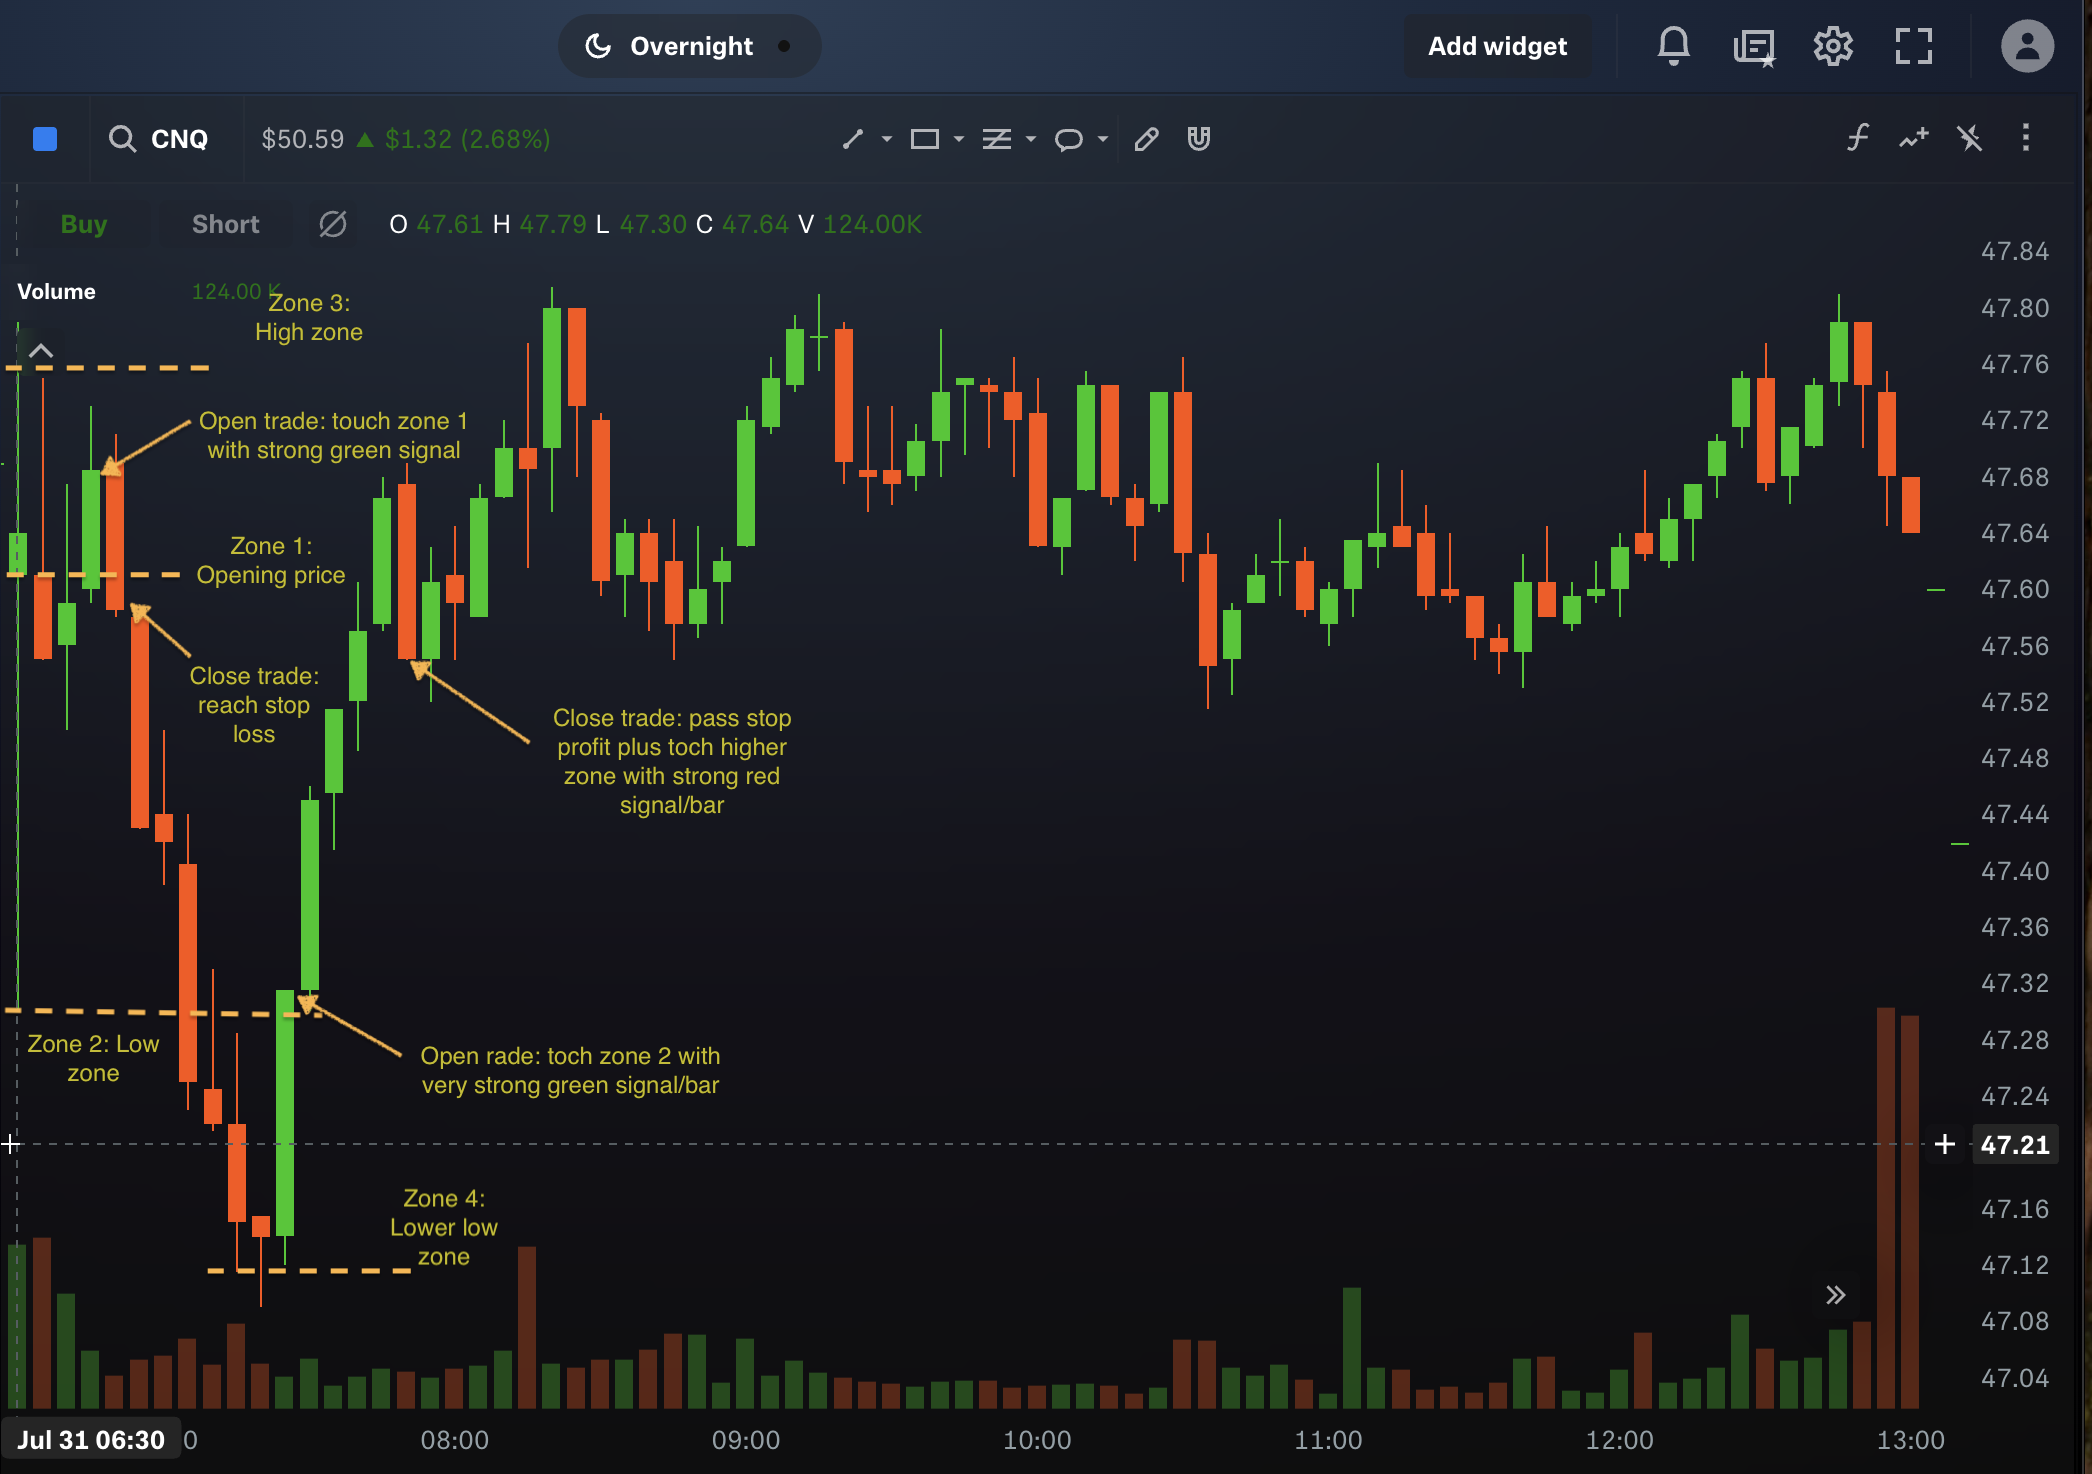 Overnight
Add widget
CNQ
$50.59 ▲ $1.32 (2.68%)
Buy
Short
O 47.61 H 47.79 L 47.30 C 47.64 V 124.00K
Volume
124.00 K
Zone 3:
High zone
Open trade: touch zone 1
with strong green signal
Zone 1:
Opening price
Close trade:
reach stop
loss
Close trade: pass stop
profit plus toch higher
zone with strong red
signal/bar
Zone 2: Low
zone
Open rade: toch zone 2 with
very strong green signal/bar
Zone 4:
Lower low
zone
47.84
47.80
47.76
47.72
47.68
47.64
47.60
47.56
47.52
47.48
47.44
47.40
47.36
47.32
47.28
47.24
47.21
47.16
47.12
47.08
47.04
Jul 31 06:30
0
08:00
09:00
10:00
11:00
12:00
13:00